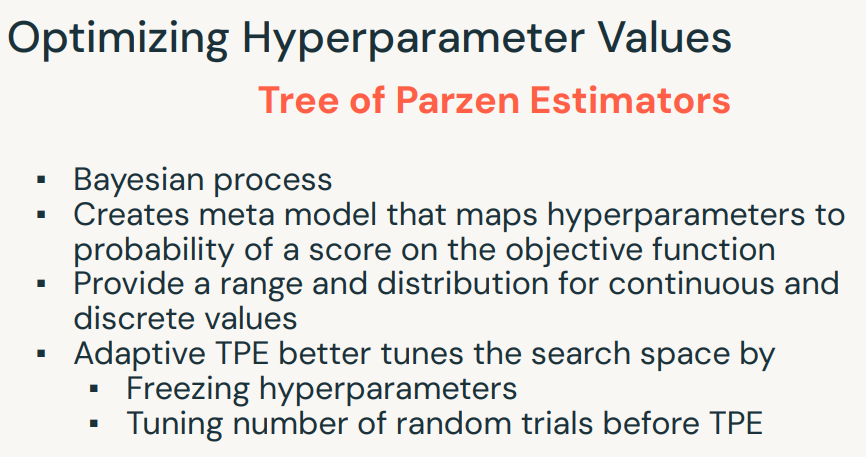 Optimizing Hyperparameter Values
Tree of Parzen Estimators
▪ Bayesian process
▪ Creates meta model that maps hyperparameters to
probability of a score on the objective function
▪ Provide a range and distribution for continuous and
discrete values
▪ Adaptive TPE better tunes the search space by
▪ Freezing hyperparameters
▪ Tuning number of random trials before TPE